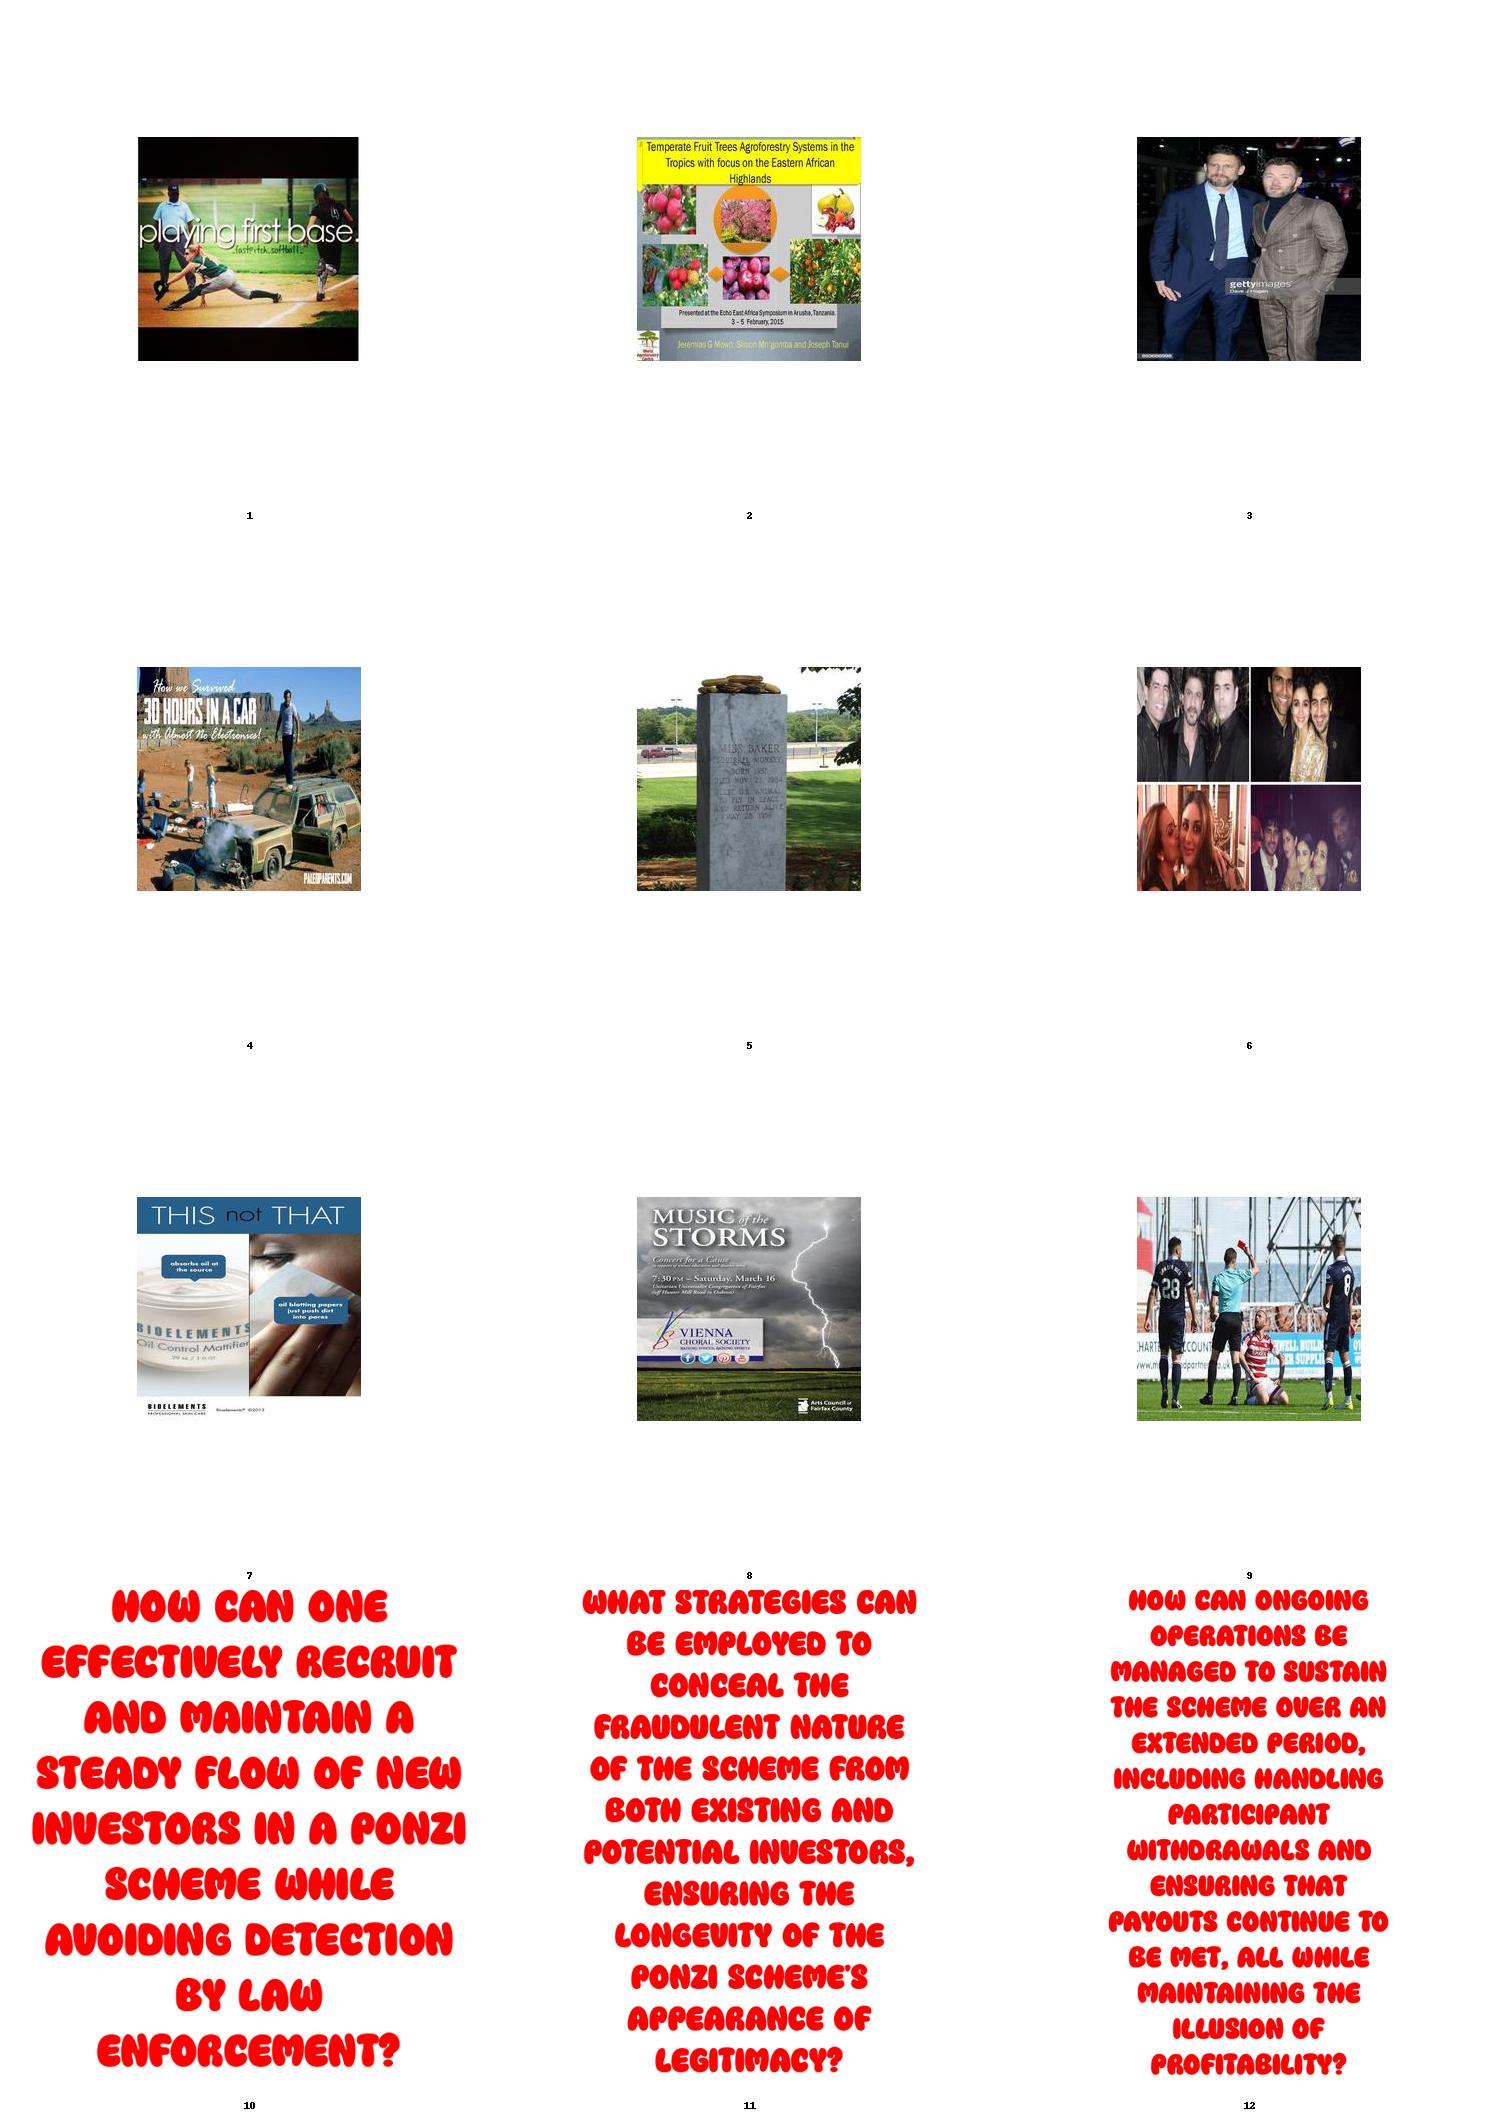 playing first base.
..fastpitch..softball..
Temperate Fruit Trees Agroforestry Systems in the
Tropics with focus on the Eastern African
Highlands
Presented at the Echo East Africa Symposium in Arusha, Tanzania.
3 – 5 February, 2015
Jeremias G Mowo, Simon Mn'gomba and Joseph Tanui
World
Agroforestry
Centre
gettyimages
Dave J Hogan
1
2
3
How we Survived
30 HOURS IN A CAR
with Almost No Electronics!
PALEOPARENTS.COM
MISS BAKER
SQUIRREL MONKEY
BORN 1957
DIED NOV. 29, 1984
FIRST U.S. ANIMAL
TO FLY IN SPACE
AND RETURN ALIVE
MAY 28, 1959
4
5
6
THIS not THAT
absorbs oil at
the source
oil blotting papers
just push dirt
into pores
BIOELEMENTS
Oil Control Mattifier
BIOELEMENTS
PROFESSIONAL SKIN CARE
Bioelements® ©2013
MUSIC of the
STORMS
Concert for a Cause
7:30 PM – Saturday, March 16
Unitarian Universalist Congregation of Fairfax
(off Hunter Mill Road in Oakton)
VIENNA
CHORAL SOCIETY
RAISING VOICES, RAISING SPIRITS
Arts Council of
Fairfax County
28
8
7
8
9
HOW CAN ONE
EFFECTIVELY RECRUIT
AND MAINTAIN A
STEADY FLOW OF NEW
INVESTORS IN A PONZI
SCHEME WHILE
AVOIDING DETECTION
BY LAW
ENFORCEMENT?
WHAT STRATEGIES CAN
BE EMPLOYED TO
CONCEAL THE
FRAUDULENT NATURE
OF THE SCHEME FROM
BOTH EXISTING AND
POTENTIAL INVESTORS,
ENSURING THE
LONGEVITY OF THE
PONZI SCHEME'S
APPEARANCE OF
LEGITIMACY?
HOW CAN ONGOING
OPERATIONS BE
MANAGED TO SUSTAIN
THE SCHEME OVER AN
EXTENDED PERIOD,
INCLUDING HANDLING
PARTICIPANT
WITHDRAWALS AND
ENSURING THAT
PAYOUTS CONTINUE TO
BE MET, ALL WHILE
MAINTAINING THE
ILLUSION OF
PROFITABILITY?
10
11
12